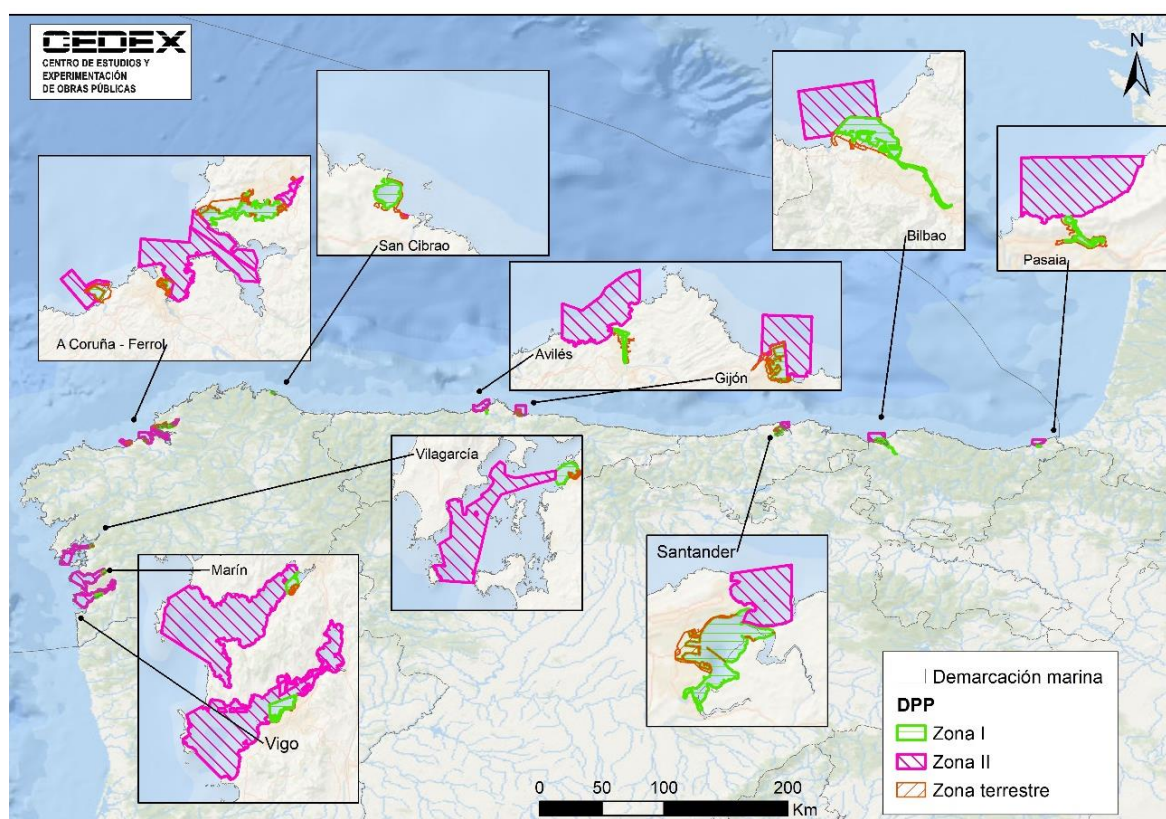 CEDEX
CENTRO DE ESTUDIOS Y
EXPERIMENTACIÓN
DE OBRAS PÚBLICAS
N
San Cibrao
Bilbao
Pasaia
A Coruña - Ferrol
Avilés
Gijón
Vilagarcía
Marín
Santander
Vigo
Demarcación marina
DPP
Zona I
Zona II
Zona terrestre
0 50 100 200
Km